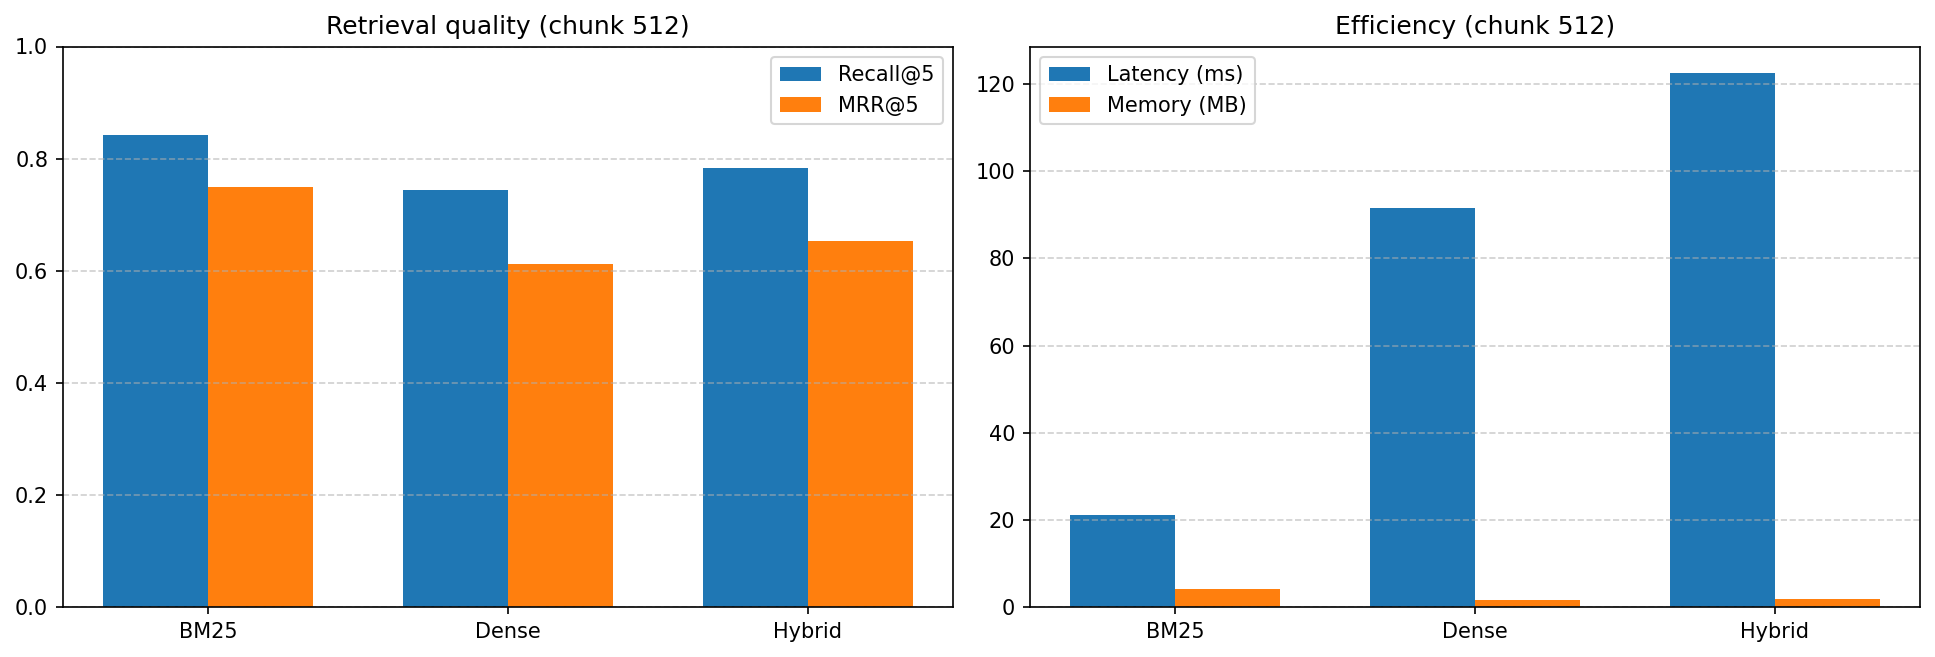 Retrieval quality (chunk 512)
1.0
0.8
0.6
0.4
0.2
0.0
Recall@5
MRR@5
BM25
Dense
Hybrid
Efficiency (chunk 512)
120
100
80
60
40
20
0
Latency (ms)
Memory (MB)
BM25
Dense
Hybrid